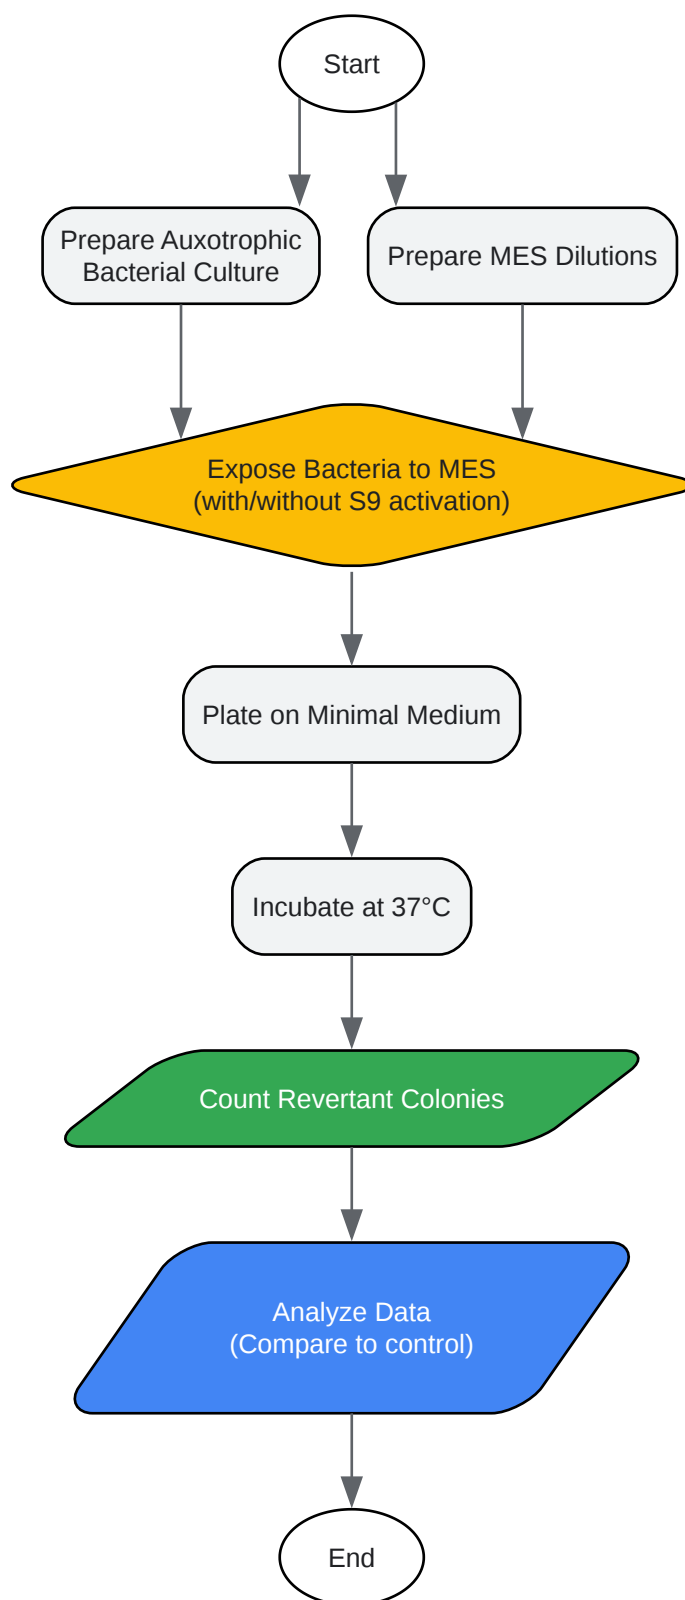 Start
Prepare Auxotrophic
Bacterial Culture
Prepare MES Dilutions
Expose Bacteria to MES
(with/without S9 activation)
Plate on Minimal Medium
Incubate at 37°C
Count Revertant Colonies
Analyze Data
(Compare to control)
End